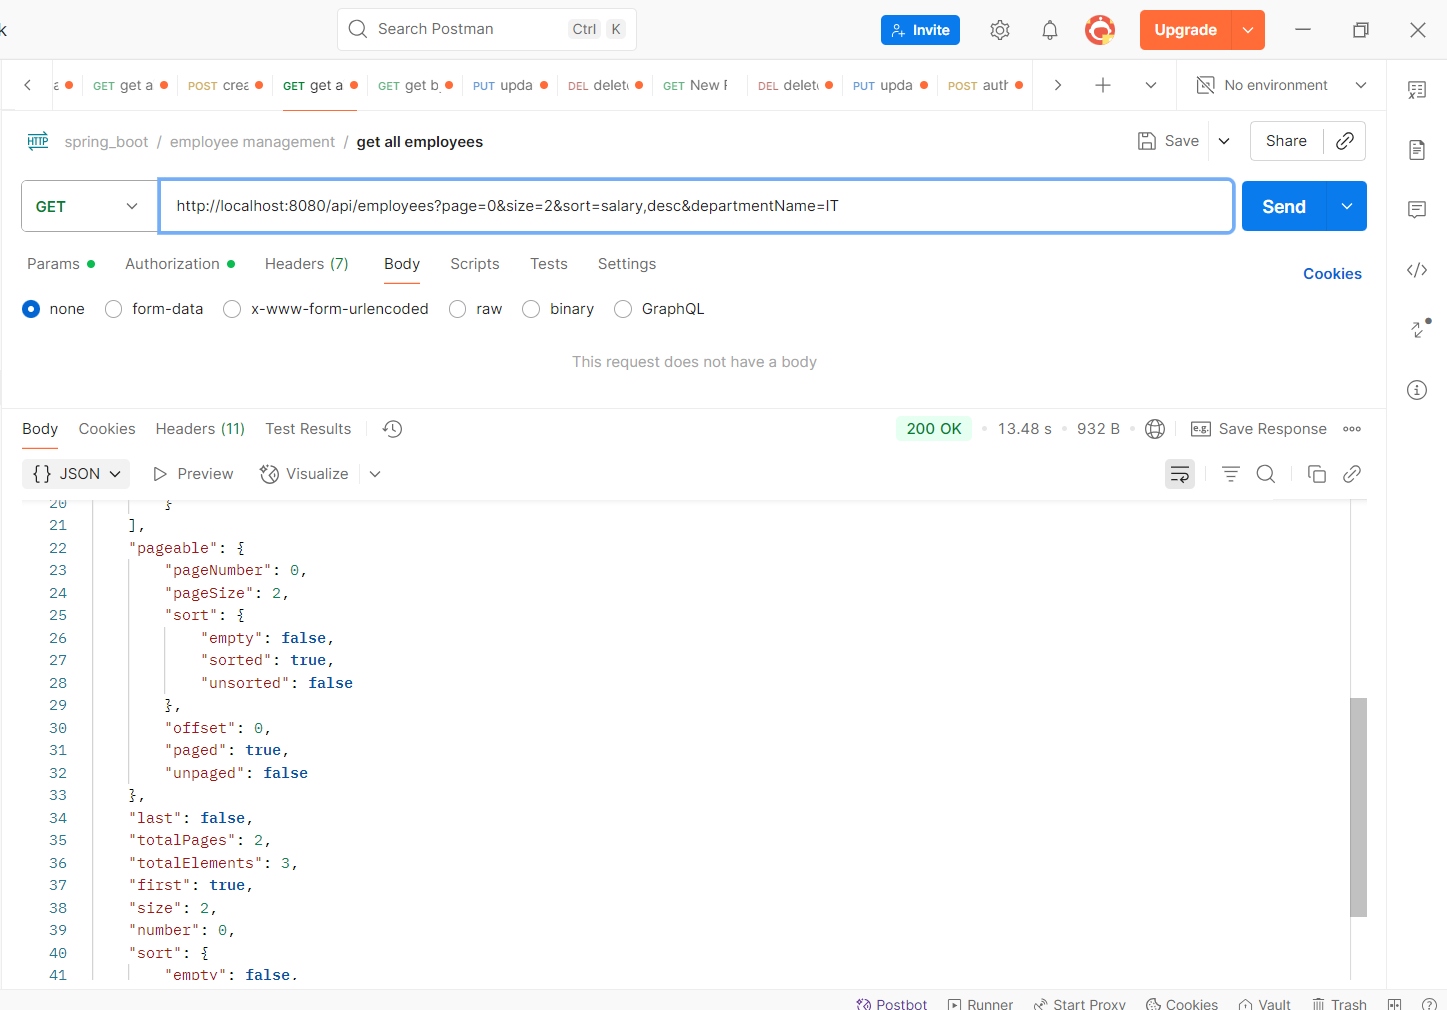 k
Search Postman Ctrl K Invite Upgrade
GET get a POST crea GET get a GET get b PUT upda DEL delet GET New F DEL delet PUT upda POST auth No environment
HTTP spring_boot / employee management / get all employees Save Share
GET http://localhost:8080/api/employees?page=0&size=2&sort=salary,desc&departmentName=IT Send
Params Authorization Headers (7) Body Scripts Tests Settings Cookies
none form-data x-www-form-urlencoded raw binary GraphQL
This request does not have a body
Body Cookies Headers (11) Test Results 200 OK 13.48 s 932 B e.g. Save Response
{} JSON Preview Visualize
20 }
21 ],
22 "pageable": {
23 "pageNumber": 0,
24 "pageSize": 2,
25 "sort": {
26 "empty": false,
27 "sorted": true,
28 "unsorted": false
29 },
30 "offset": 0,
31 "paged": true,
32 "unpaged": false
33 },
34 "last": false,
35 "totalPages": 2,
36 "totalElements": 3,
37 "first": true,
38 "size": 2,
39 "number": 0,
40 "sort": {
41 "empty": false,
Postbot Runner Start Proxy Cookies Vault Trash